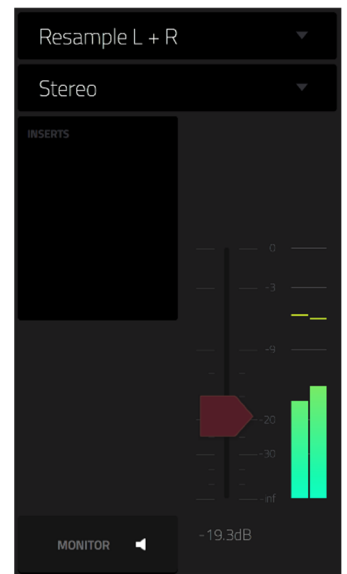 Resample L + R
Stereo
INSERTS
0
-3
-9
-20
-30
-inf
-19.3dB
MONITOR